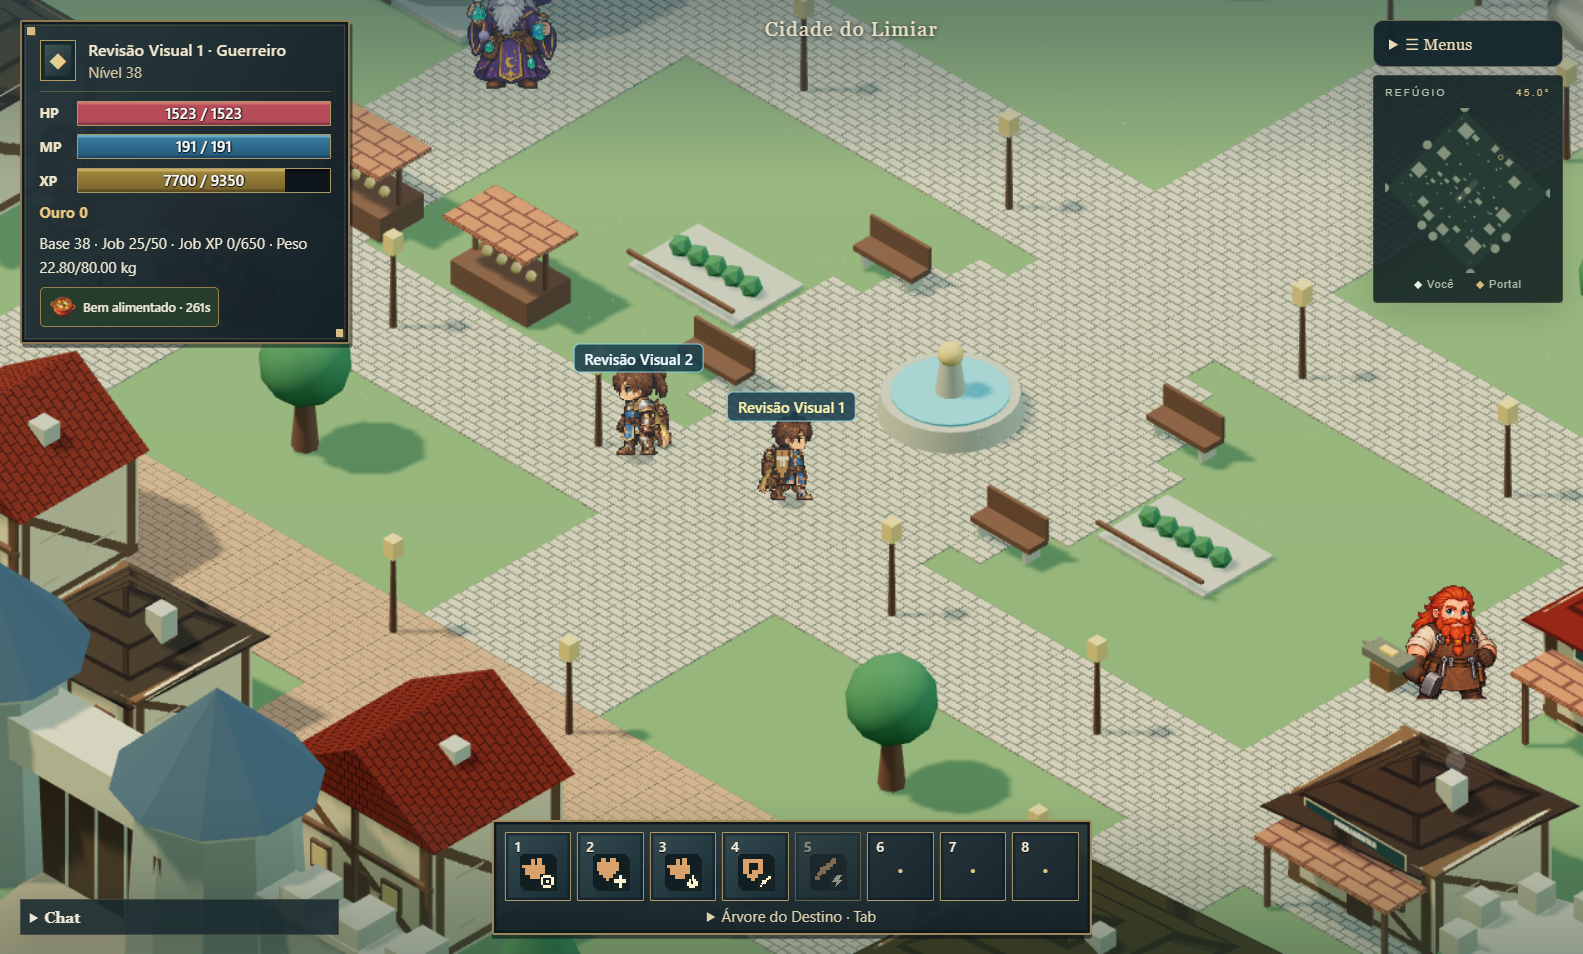 Cidade do Limiar
Revisão Visual 1 · Guerreiro
Nível 38
HP 1523 / 1523
MP 191 / 191
XP 7700 / 9350
Ouro 0
Base 38 · Job 25/50 · Job XP 0/650 · Peso
22.80/80.00 kg
Bem alimentado · 261s
Menus
REFÚGIO 45.0°
Você Portal
Revisão Visual 2
Revisão Visual 1
1 2 3 4 5 6 7 8
Árvore do Destino · Tab
Chat